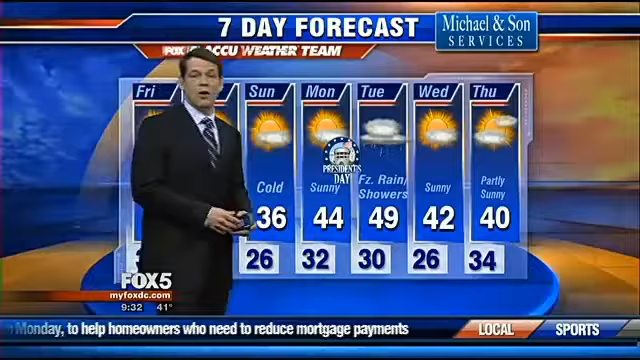 7 DAY FORECAST
Michael & Son
SERVICES
FOX ACCU WEATHER TEAM
Fri
Sun
Mon
Tue
Wed
Thu
PRESIDENT'S
DAY
Cold
Sunny
Fz. Rain/
Showers
Sunny
Partly
Sunny
36
44
49
42
40
26
32
30
26
34
FOX5
myfoxdc.com
9:32 41°
Monday, to help homeowners who need to reduce mortgage payments
LOCAL
SPORTS